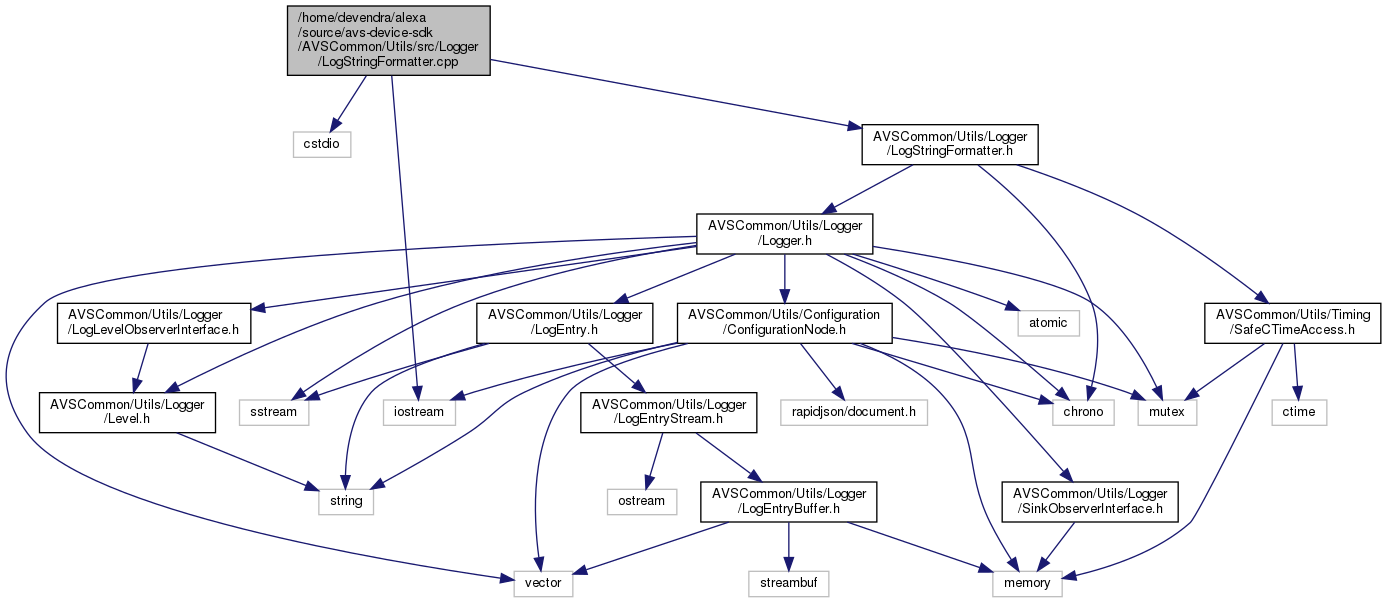 /home/devendra/alexa
/source/avs-device-sdk
/AVSCommon/Utils/src/Logger
/LogStringFormatter.cpp
cstdio
AVSCommon/Utils/Logger
/LogStringFormatter.h
AVSCommon/Utils/Logger
/Logger.h
AVSCommon/Utils/Logger
/LogLevelObserverInterface.h
AVSCommon/Utils/Logger
/LogEntry.h
AVSCommon/Utils/Configuration
/ConfigurationNode.h
atomic
AVSCommon/Utils/Timing
/SafeCTimeAccess.h
AVSCommon/Utils/Logger
/Level.h
sstream
iostream
AVSCommon/Utils/Logger
/LogEntryStream.h
rapidjson/document.h
chrono
mutex
ctime
string
ostream
AVSCommon/Utils/Logger
/LogEntryBuffer.h
AVSCommon/Utils/Logger
/SinkObserverInterface.h
vector
streambuf
memory